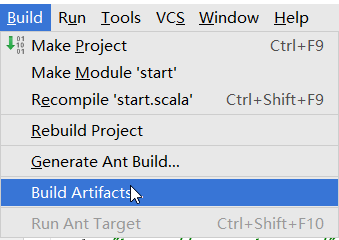 Build Run Tools VCS Window Help
Make Project Ctrl+F9
Make Module 'start'
Recompile 'start.scala' Ctrl+Shift+F9
Rebuild Project
Generate Ant Build...
Build Artifacts
Run Ant Target Ctrl+Shift+F10